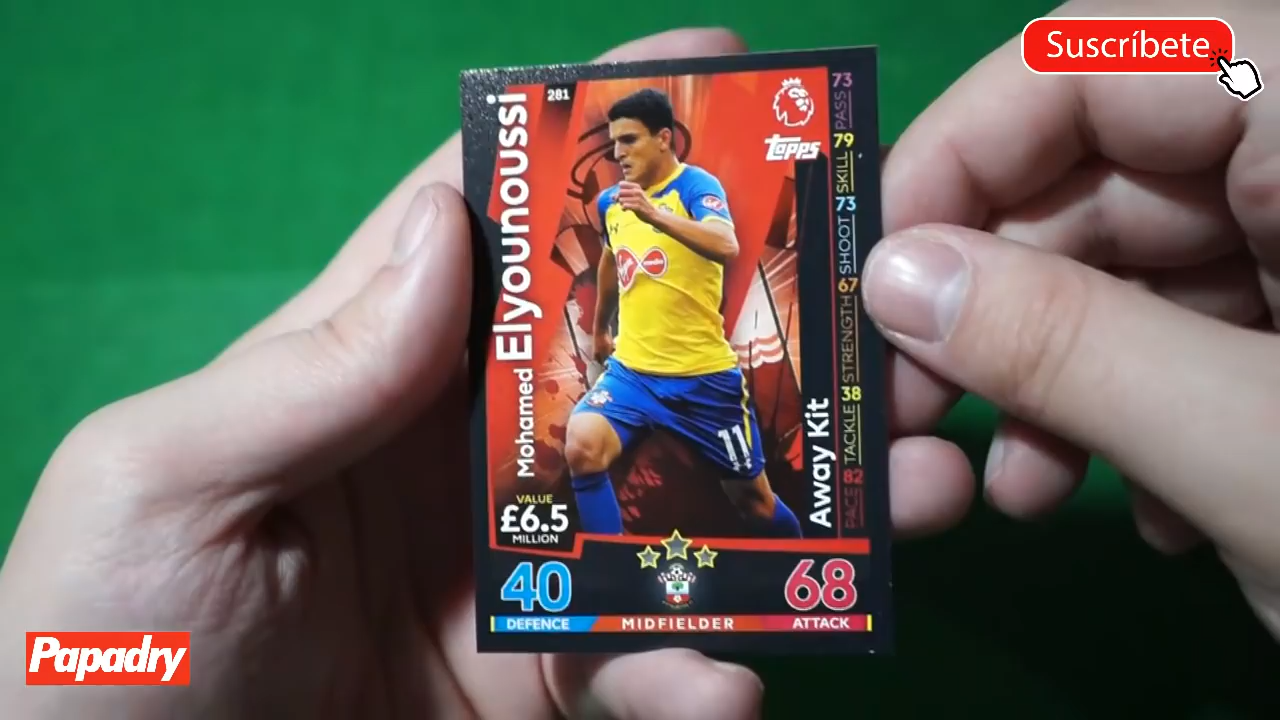 Suscríbete
281
Mohamed Elyounoussi
Topps
PASS 73
SKILL 79
SHOOT 73
STRENGTH 67
TACKLE 38
PACE 82
Away Kit
11
VALUE
£6.5
MILLION
40
68
DEFENCE
MIDFIELDER
ATTACK
Papadry